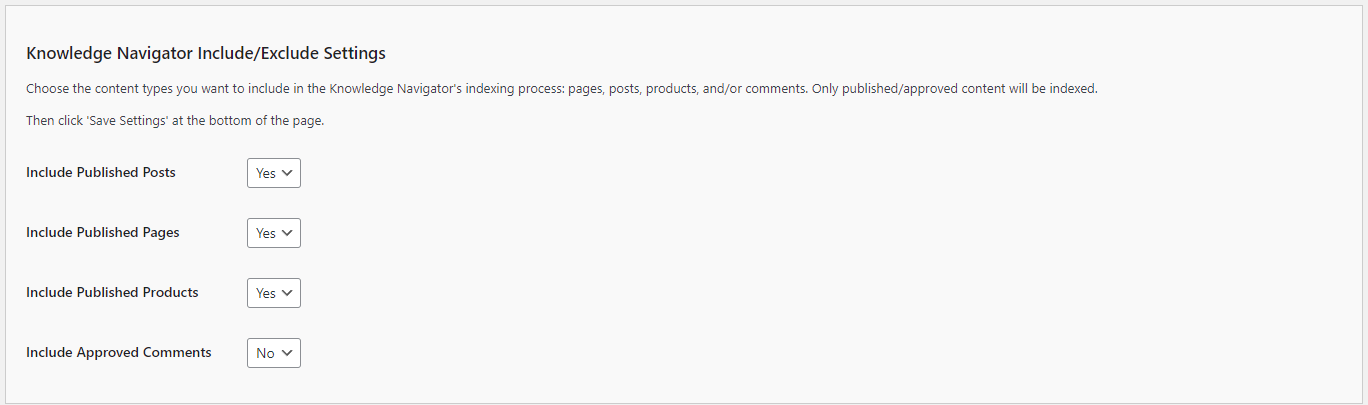 Knowledge Navigator Include/Exclude Settings
Choose the content types you want to include in the Knowledge Navigator's indexing process: pages, posts, products, and/or comments. Only published/approved content will be indexed.
Then click 'Save Settings' at the bottom of the page.
Include Published Posts Yes
Include Published Pages Yes
Include Published Products Yes
Include Approved Comments No